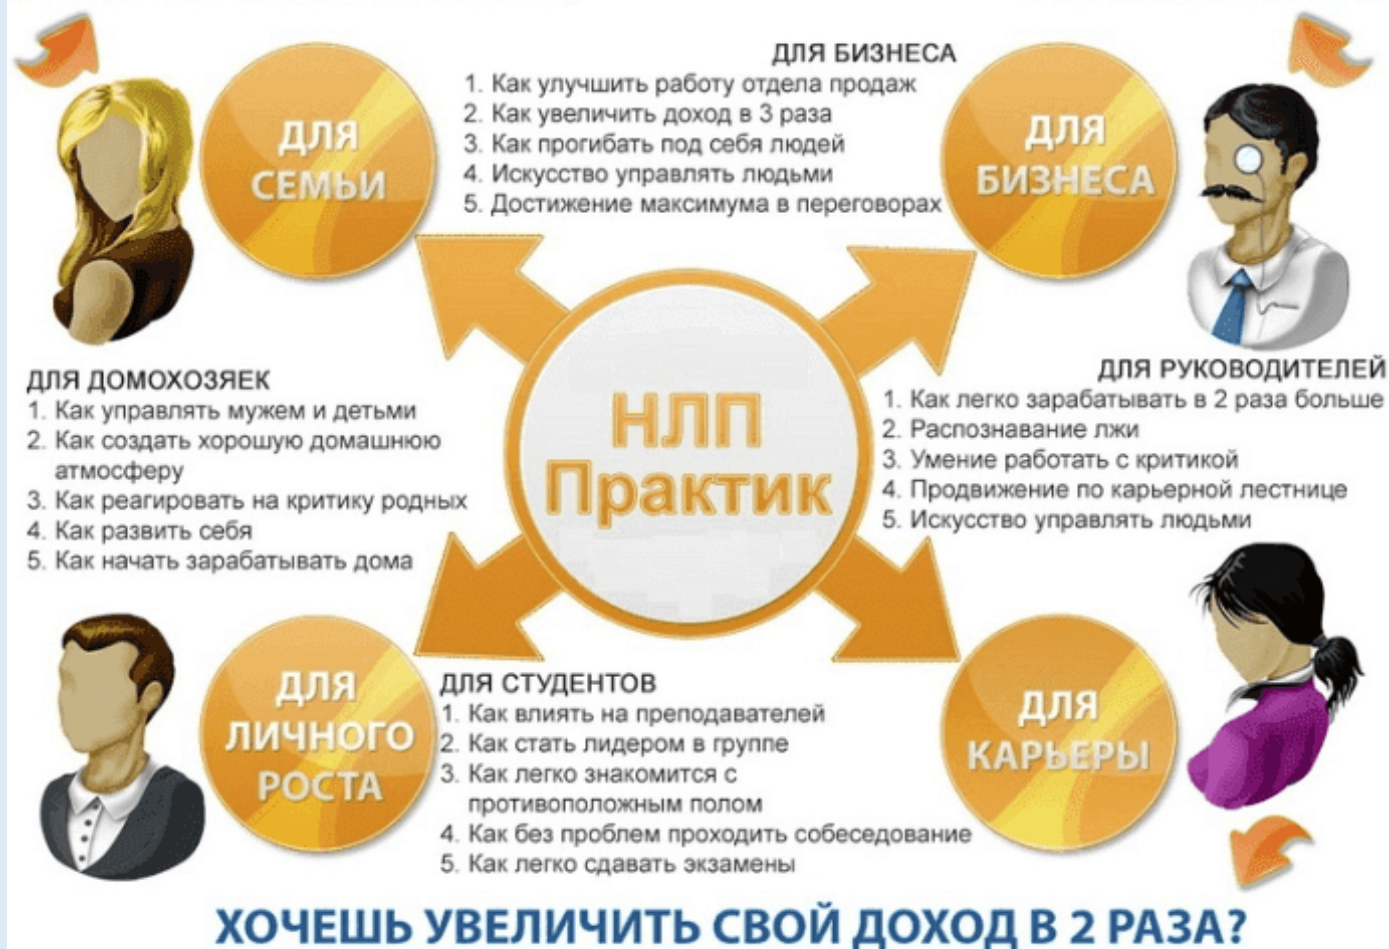 ДЛЯ БИЗНЕСА
1. Как улучшить работу отдела продаж
2. Как увеличить доход в 3 раза
3. Как прогибать под себя людей
4. Искусство управлять людьми
5. Достижение максимума в переговорах
ДЛЯ
СЕМЬИ
ДЛЯ
БИЗНЕСА
ДЛЯ ДОМОХОЗЯЕК
1. Как управлять мужем и детьми
2. Как создать хорошую домашнюю
атмосферу
3. Как реагировать на критику родных
4. Как развить себя
5. Как начать зарабатывать дома
НЛП
Практик
ДЛЯ РУКОВОДИТЕЛЕЙ
1. Как легко зарабатывать в 2 раза больше
2. Распознавание лжи
3. Умение работать с критикой
4. Продвижение по карьерной лестнице
5. Искусство управлять людьми
ДЛЯ
ЛИЧНОГО
РОСТА
ДЛЯ СТУДЕНТОВ
1. Как влиять на преподавателей
2. Как стать лидером в группе
3. Как легко знакомится с
противоположным полом
4. Как без проблем проходить собеседование
5. Как легко сдавать экзамены
ДЛЯ
КАРЬЕРЫ
ХОЧЕШЬ УВЕЛИЧИТЬ СВОЙ ДОХОД В 2 РАЗА?